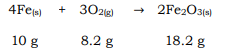 4Fe(s) + 3O2(g) → 2Fe2O3(s)
10 g 8.2 g 18.2 g